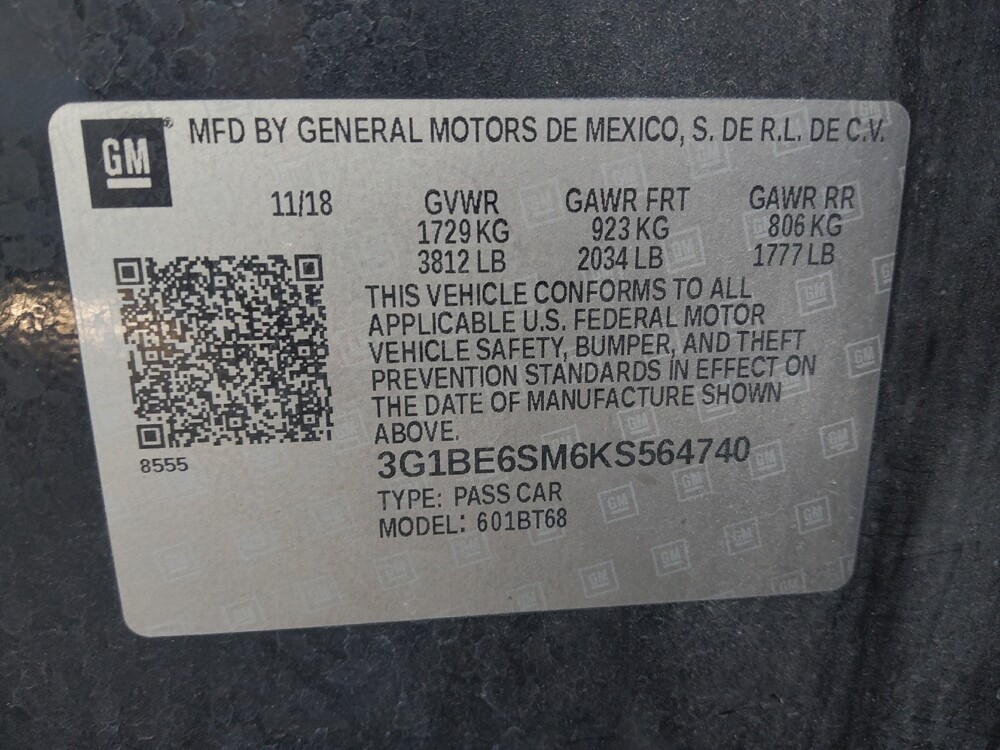 GM® MFD BY GENERAL MOTORS DE MEXICO, S. DE R.L. DE C.V.
11/18 GVWR GAWR FRT GAWR RR
1729 KG 923 KG 806 KG
3812 LB 2034 LB 1777 LB
THIS VEHICLE CONFORMS TO ALL
APPLICABLE U.S. FEDERAL MOTOR
VEHICLE SAFETY, BUMPER, AND THEFT
PREVENTION STANDARDS IN EFFECT ON
THE DATE OF MANUFACTURE SHOWN
ABOVE.
8555
3G1BE6SM6KS564740
TYPE: PASS CAR
MODEL: 601BT68